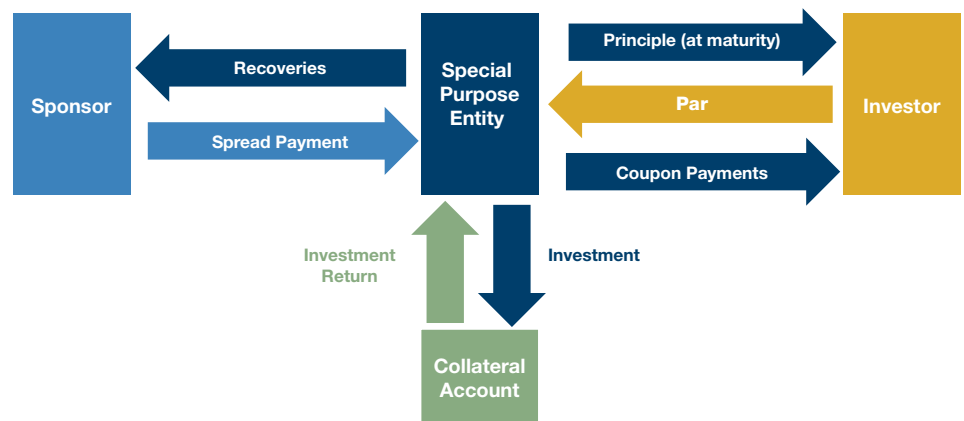 Sponsor
Recoveries
Spread Payment
Special
Purpose
Entity
Principle (at maturity)
Par
Coupon Payments
Investor
Investment
Return
Investment
Collateral
Account